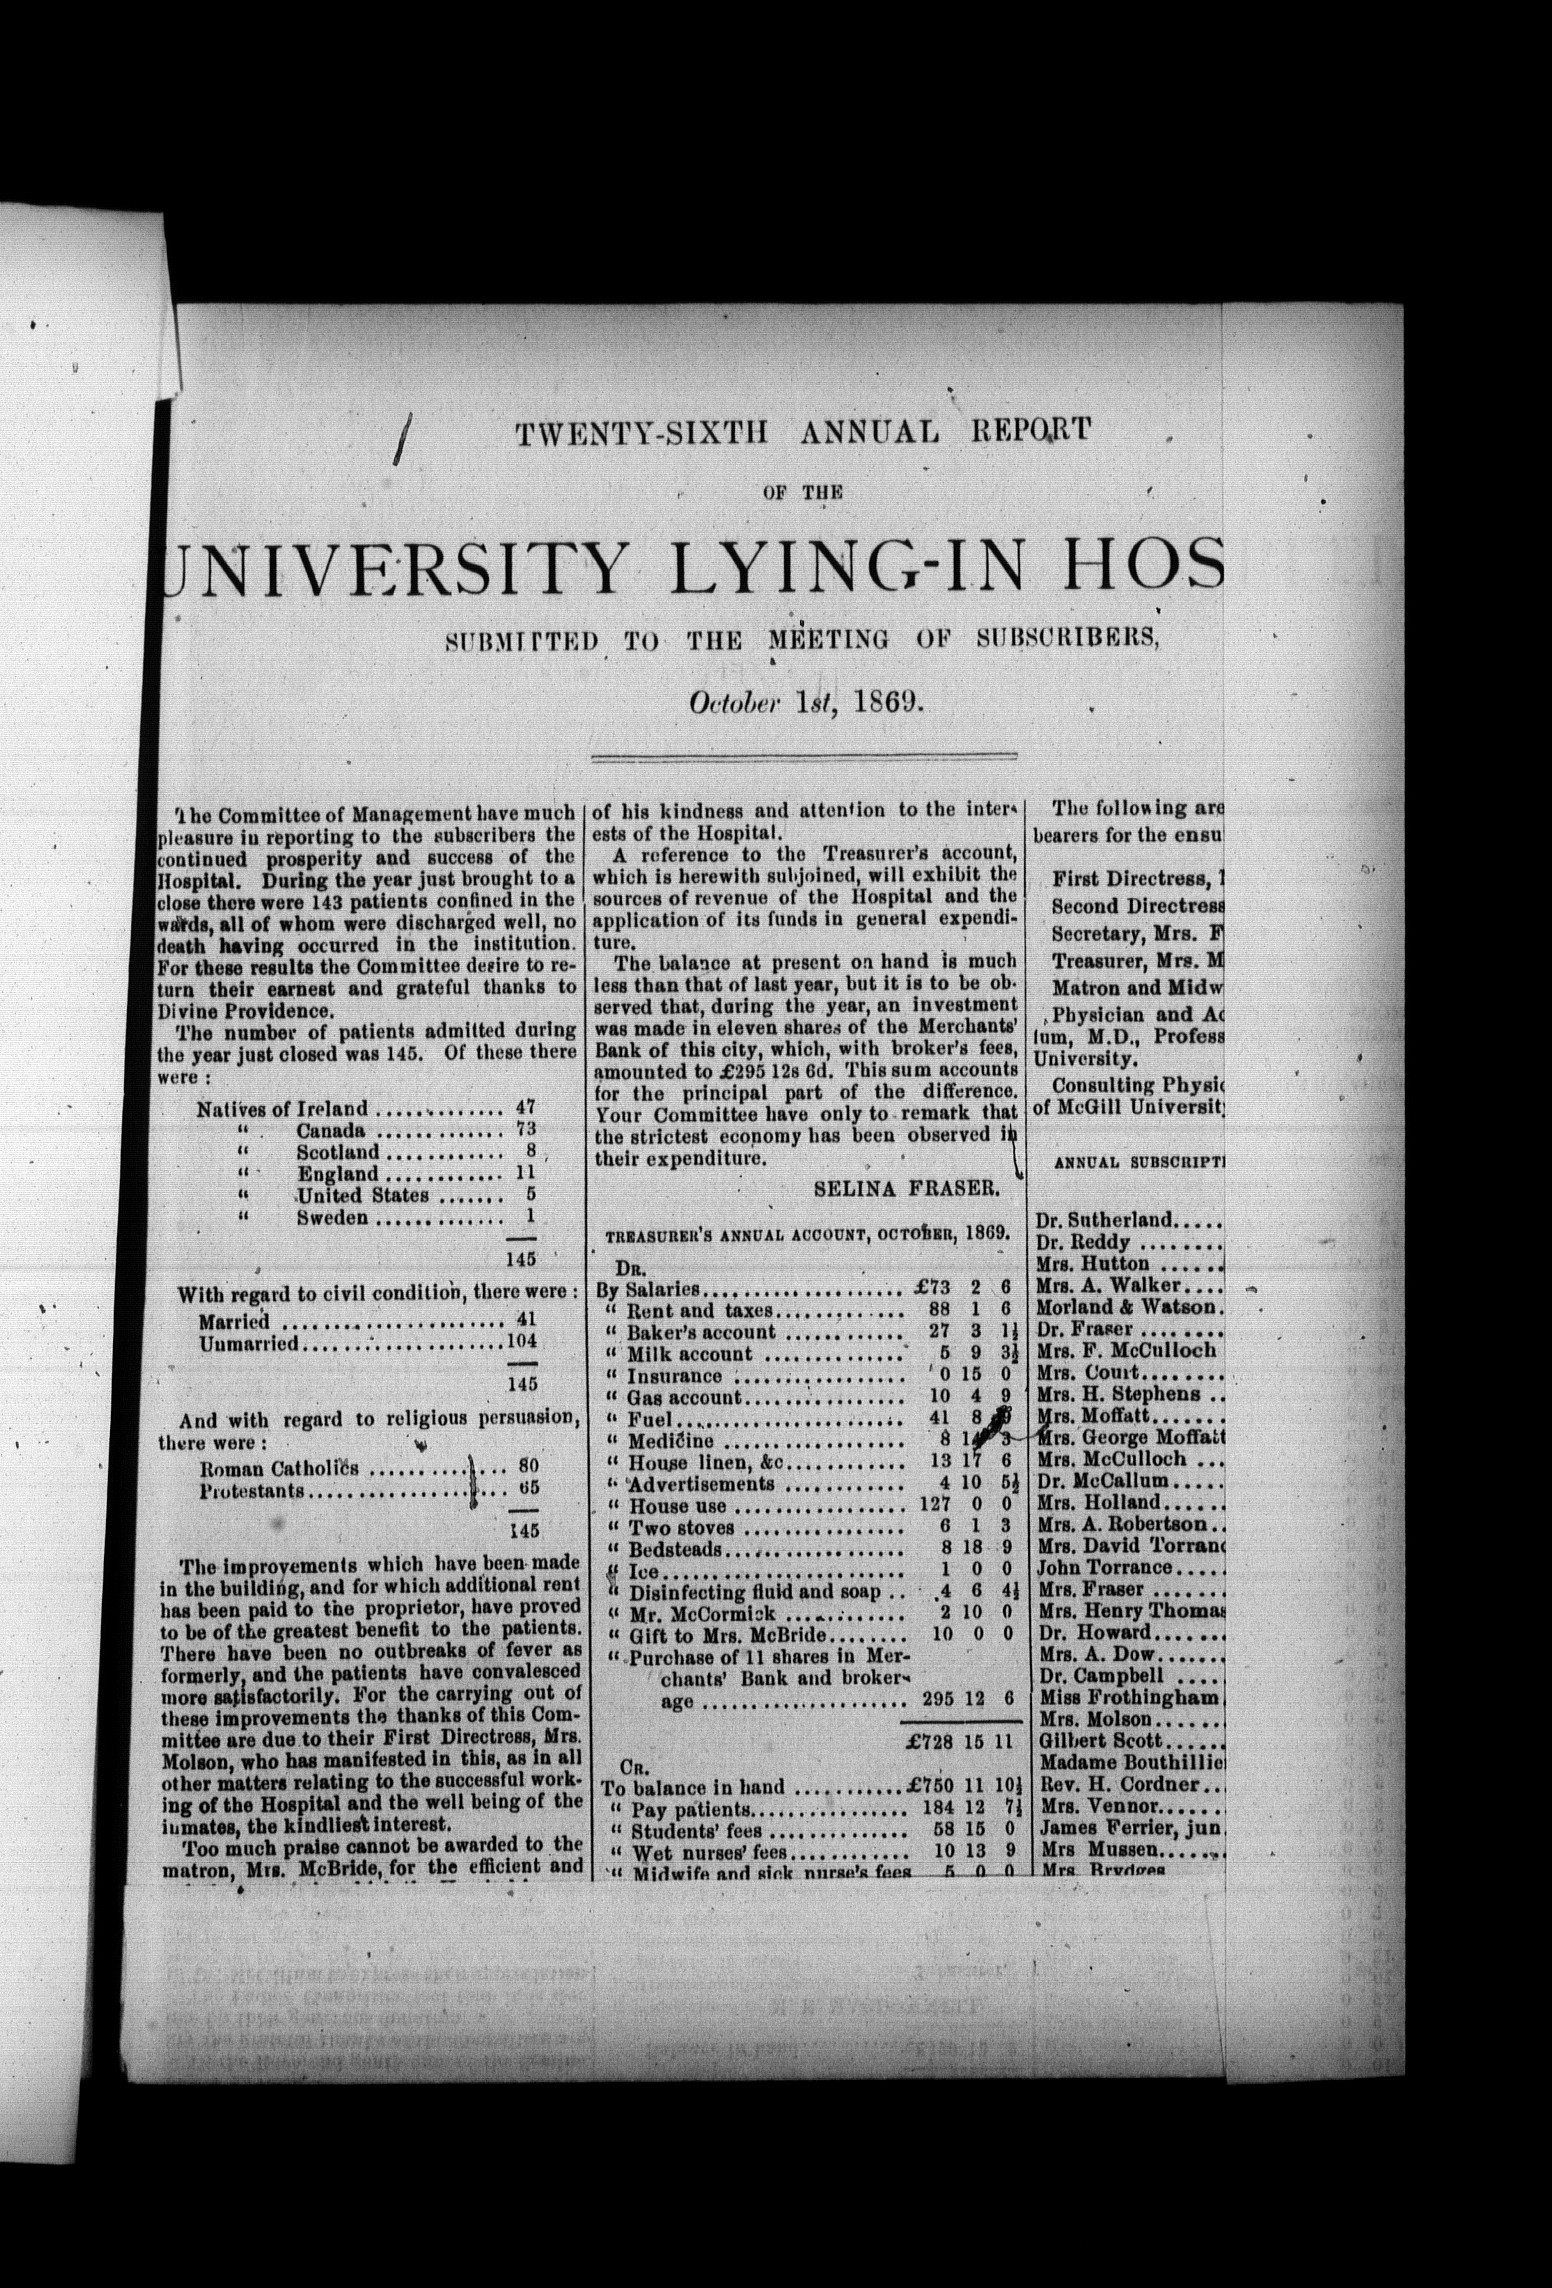 TWENTY-SIXTH ANNUAL REPORT
OF THE
UNIVERSITY LYING-IN HOS
SUBMITTED TO THE MEETING OF SUBSCRIBERS,
October 1st, 1869.
The Committee of Management have much
pleasure in reporting to the subscribers the
continued prosperity and success of the
Hospital. During the year just brought to a
close there were 143 patients confined in the
wards, all of whom were discharged well, no
death having occurred in the institution.
For these results the Committee desire to re-
turn their earnest and grateful thanks to
Divine Providence.
The number of patients admitted during
the year just closed was 145. Of these there
were :
Natives of Ireland .............. 47
" Canada ............. 73
" Scotland ............ 8
" England ............ 11
" United States ....... 5
" Sweden ............. 1
145
With regard to civil condition, there were :
Married ...................... 41
Unmarried.....................104
145
And with regard to religious persuasion,
there were :
Roman Catholics ............. 80
Protestants.................... 65
145
The improvements which have been made
in the building, and for which additional rent
has been paid to the proprietor, have proved
to be of the greatest benefit to the patients.
There have been no outbreaks of fever as
formerly, and the patients have convalesced
more satisfactorily. For the carrying out of
these improvements the thanks of this Com-
mittee are due to their First Directress, Mrs.
Molson, who has manifested in this, as in all
other matters relating to the successful work-
ing of the Hospital and the well being of the
inmates, the kindliest interest.
Too much praise cannot be awarded to the
matron, Mrs. McBride, for the efficient and
of his kindness and attention to the inter-
ests of the Hospital.
A reference to the Treasurer's account,
which is herewith subjoined, will exhibit the
sources of revenue of the Hospital and the
application of its funds in general expendi-
ture.
The balance at present on hand is much
less than that of last year, but it is to be ob-
served that, during the year, an investment
was made in eleven shares of the Merchants'
Bank of this city, which, with broker's fees,
amounted to £295 12s 6d. This sum accounts
for the principal part of the difference.
Your Committee have only to remark that
the strictest economy has been observed in
their expenditure.
SELINA FRASER.
TREASURER'S ANNUAL ACCOUNT, OCTOBER, 1869.
DR.
By Salaries.................... £73 2 6
" Rent and taxes............. 88 1 6
" Baker's account ............ 27 3 1½
" Milk account .............. 5 9 3½
" Insurance ................. 0 15 0
" Gas account................ 10 4 9
" Fuel....................... 41 8
" Medicine .................. 8 14 3
" House linen, &c............ 13 17 6
" Advertisements ............ 4 10 5½
" House use ................. 127 0 0
" Two stoves ................ 6 1 3
" Bedsteads.................. 8 18 9
" Ice........................ 1 0 0
" Disinfecting fluid and soap .. 4 6 4½
" Mr. McCormick ............ 2 10 0
" Gift to Mrs. McBride........ 10 0 0
" Purchase of 11 shares in Mer-
chants' Bank and broker-
age .................... 295 12 6
£728 15 11
CR.
To balance in hand ...........£750 11 10½
" Pay patients................ 184 12 7½
" Students' fees .............. 58 15 0
" Wet nurses' fees............ 10 13 9
" Midwife and sick nurse's fees 5 0 0
The following are
bearers for the ensu
First Directress,
Second Directress
Secretary, Mrs. F
Treasurer, Mrs. M
Matron and Midw
Physician and Ac
lum, M.D., Profess
University.
Consulting Physic
of McGill University
ANNUAL SUBSCRIPTI
Dr. Sutherland.....
Dr. Reddy ........
Mrs. Hutton ......
Mrs. A. Walker....
Morland & Watson.
Dr. Fraser ........
Mrs. F. McCulloch
Mrs. Court........
Mrs. H. Stephens ..
Mrs. Moffatt.......
Mrs. George Moffatt
Mrs. McCulloch ...
Dr. McCallum.....
Mrs. Holland......
Mrs. A. Robertson..
Mrs. David Torranc
John Torrance.....
Mrs. Fraser .......
Mrs. Henry Thomas
Dr. Howard.......
Mrs. A. Dow.......
Dr. Campbell ....
Miss Frothingham
Mrs. Molson......
Gilbert Scott......
Madame Bouthillie
Rev. H. Cordner...
Mrs. Vennor.......
James Ferrier, jun.
Mrs Mussen.......
Mrs. Brydges